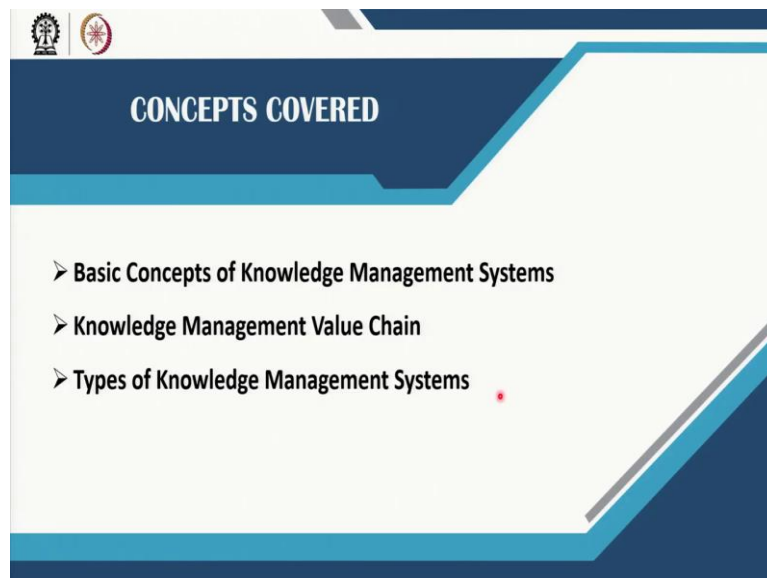 CONCEPTS COVERED
➢ Basic Concepts of Knowledge Management Systems
➢ Knowledge Management Value Chain
➢ Types of Knowledge Management Systems